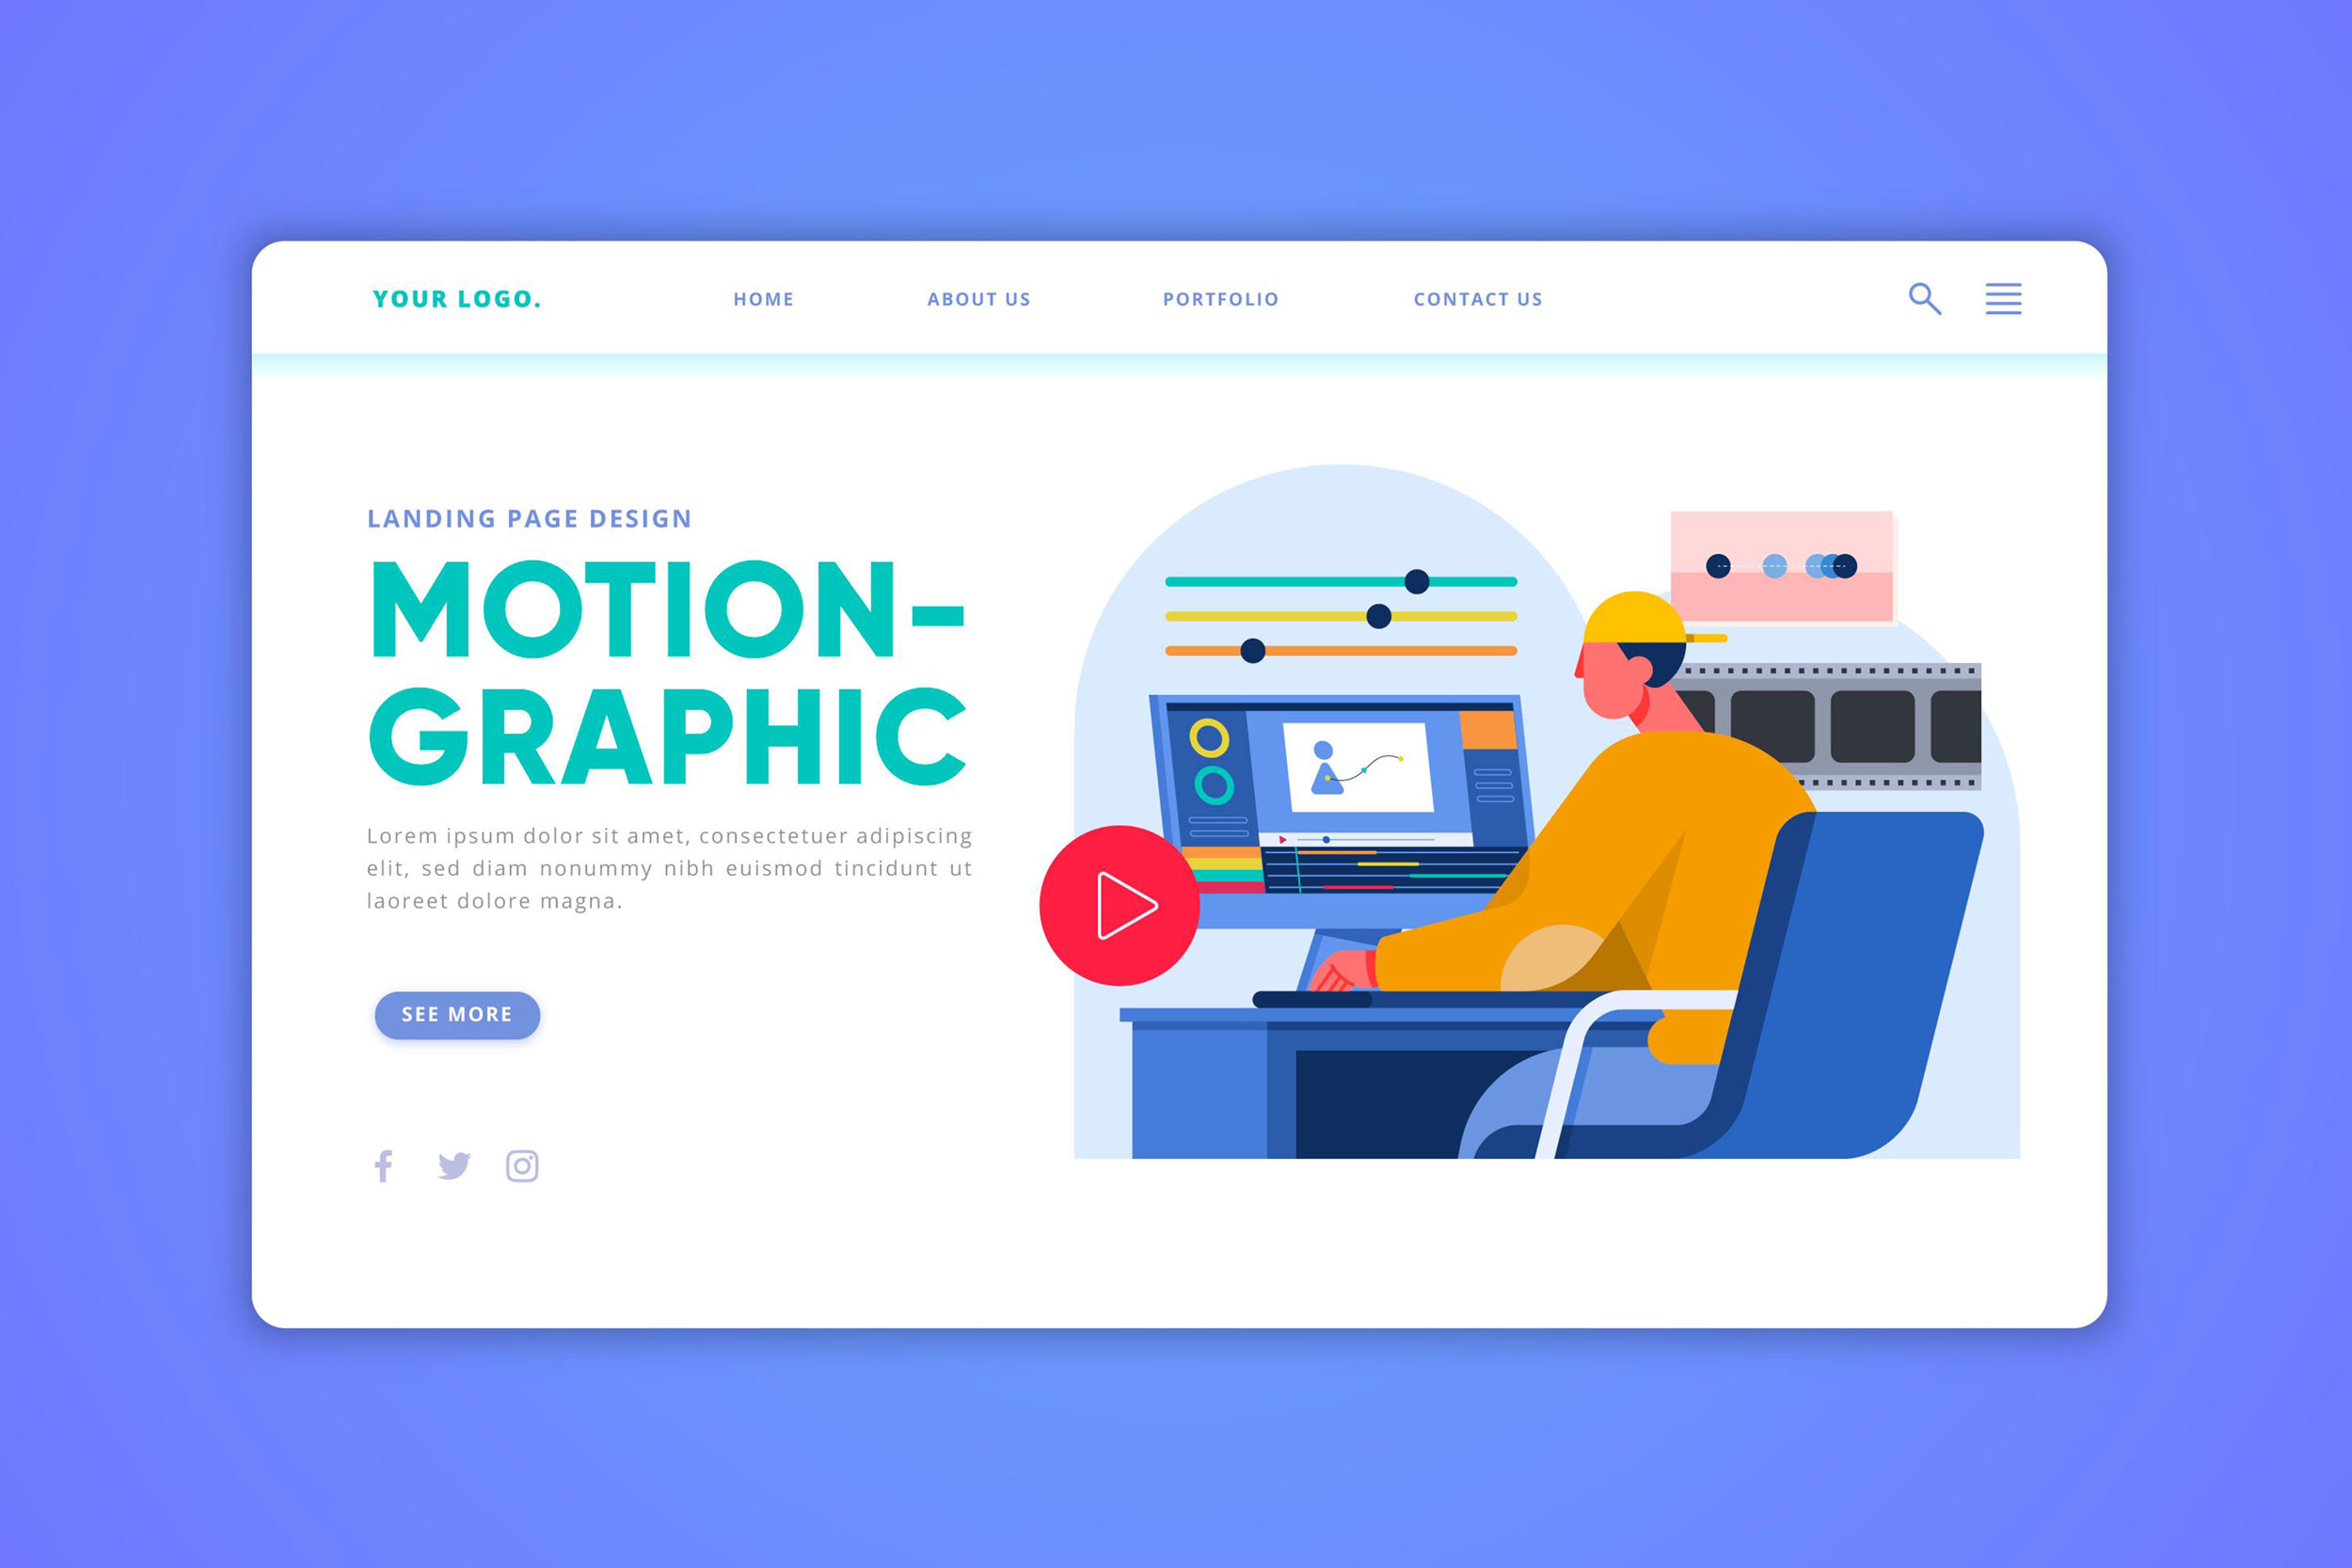 YOUR LOGO.
HOME
ABOUT US
PORTFOLIO
CONTACT US
LANDING PAGE DESIGN
MOTION-
GRAPHIC
Lorem ipsum dolor sit amet, consectetuer adipiscing
elit, sed diam nonummy nibh euismod tincidunt ut
laoreet dolore magna.
SEE MORE